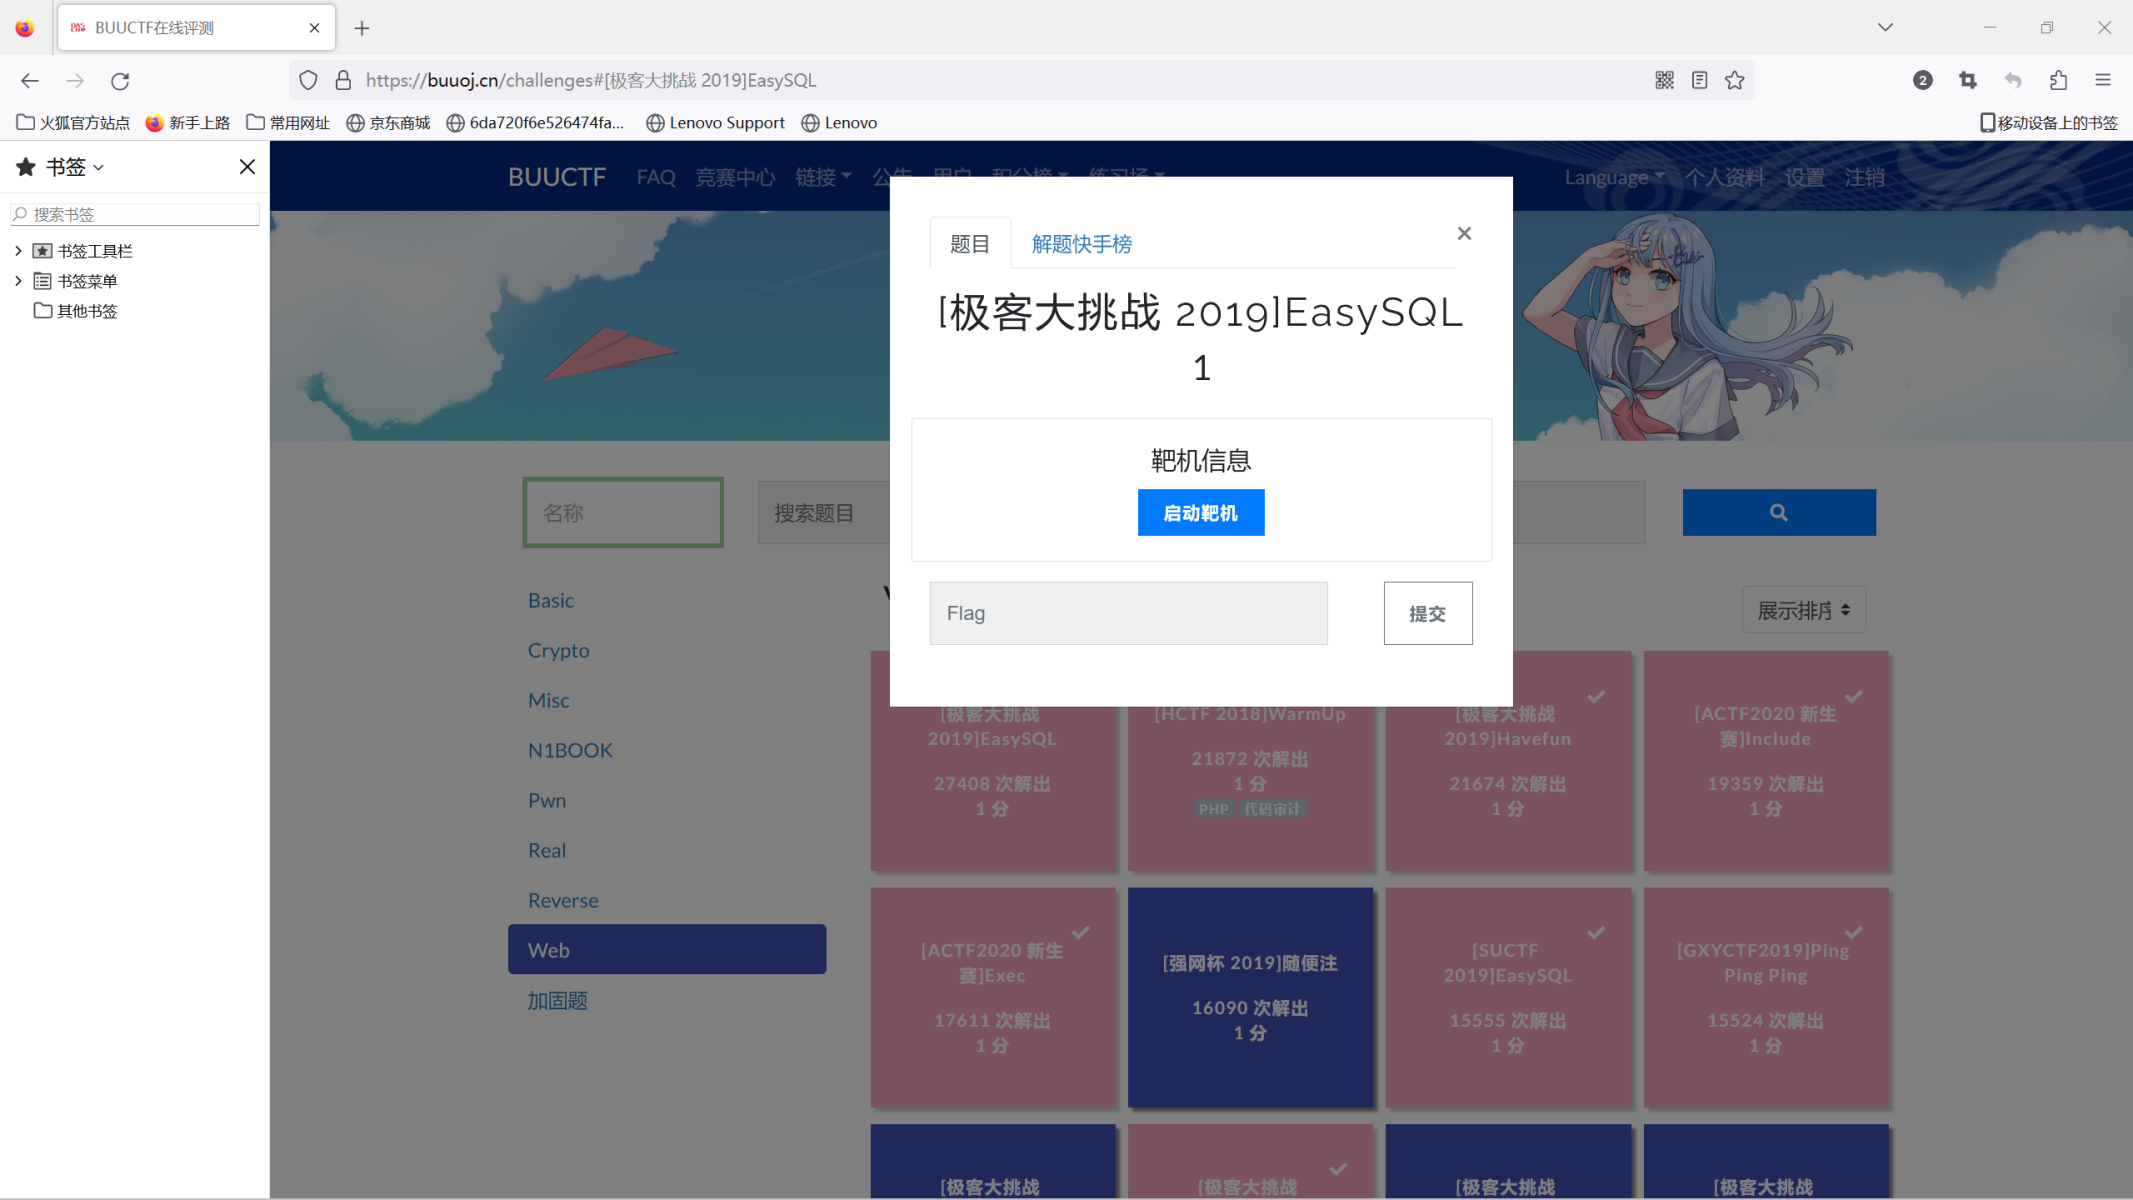 BUUCTF在线评测
https://buuoj.cn/challenges#[极客大挑战 2019]EasySQL
2
火狐官方站点
新手上路
常用网址
京东商城
6da720f6e526474fa...
Lenovo Support
Lenovo
移动设备上的书签
书签
搜索书签
书签工具栏
书签菜单
其他书签
BUUCTF
FAQ
竞赛中心
链接
Language
个人资料
设置
注销
题目
解题快手榜
[极客大挑战 2019]EasySQL
1
靶机信息
启动靶机
Flag
提交
名称
搜索题目
展示排序
Basic
Crypto
Misc
N1BOOK
Pwn
Real
Reverse
Web
加固题
[极客大挑战
2019]EasySQL
27408 次解出
1 分
[HCTF 2018]WarmUp
21872 次解出
1 分
PHP 代码审计
[极客大挑战
2019]Havefun
21674 次解出
1 分
[ACTF2020 新生
赛]Include
19359 次解出
1 分
[ACTF2020 新生
赛]Exec
17611 次解出
1 分
[强网杯 2019]随便注
16090 次解出
1 分
[SUCTF
2019]EasySQL
15555 次解出
1 分
[GXYCTF2019]Ping
Ping Ping
15524 次解出
1 分
[极客大挑战
[极客大挑战
[极客大挑战
[极客大挑战